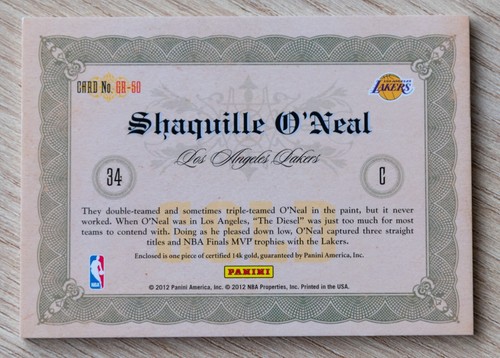 CARD No. GR-50
LOS ANGELES
LAKERS
Shaquille O'Neal
Los Angeles Lakers
34
C
They double-teamed and sometimes triple-teamed O'Neal in the paint, but it never
worked. When O'Neal was in Los Angeles, "The Diesel" was just too much for most
teams to contend with. Doing as he pleased down low, O'Neal captured three straight
titles and NBA Finals MVP trophies with the Lakers.
Enclosed is one piece of certified 14k gold, guaranteed by Panini America, Inc.
NBA
PANINI
© 2012 Panini America, Inc. © 2012 NBA Properties, Inc. Printed in the USA.